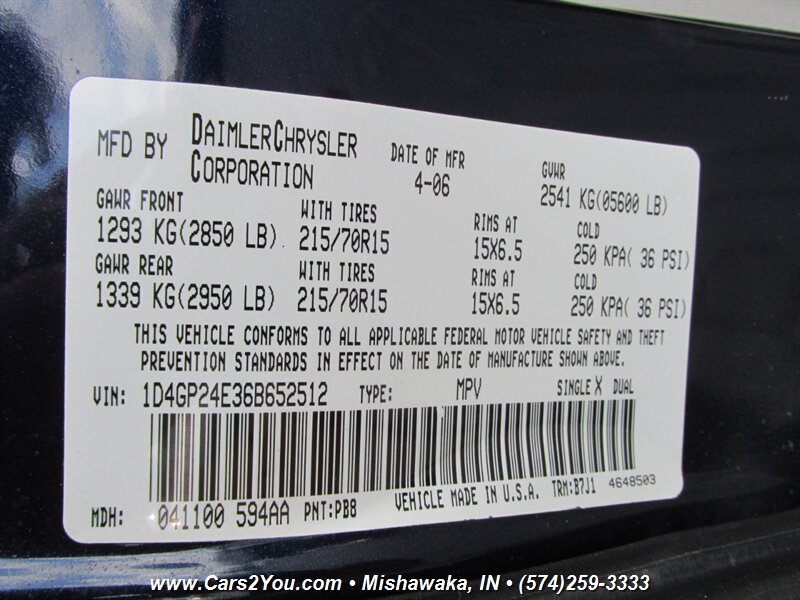 MFD BY DAIMLERCHRYSLER CORPORATION DATE OF MFR 4-06 GVWR 2541 KG(05600 LB)
GAWR FRONT WITH TIRES RIMS AT COLD
1293 KG(2850 LB) 215/70R15 15X6.5 250 KPA( 36 PSI)
GAWR REAR WITH TIRES RIMS AT COLD
1339 KG(2950 LB) 215/70R15 15X6.5 250 KPA( 36 PSI)
THIS VEHICLE CONFORMS TO ALL APPLICABLE FEDERAL MOTOR VEHICLE SAFETY AND THEFT
PREVENTION STANDARDS IN EFFECT ON THE DATE OF MANUFACTURE SHOWN ABOVE.
VIN: 1D4GP24E36B652512 TYPE: MPV SINGLE X DUAL
MDH: 041100 594AA PNT:PB8 VEHICLE MADE IN U.S.A. TRM:B7J1 4648503
www.Cars2You.com • Mishawaka, IN • (574)259-3333